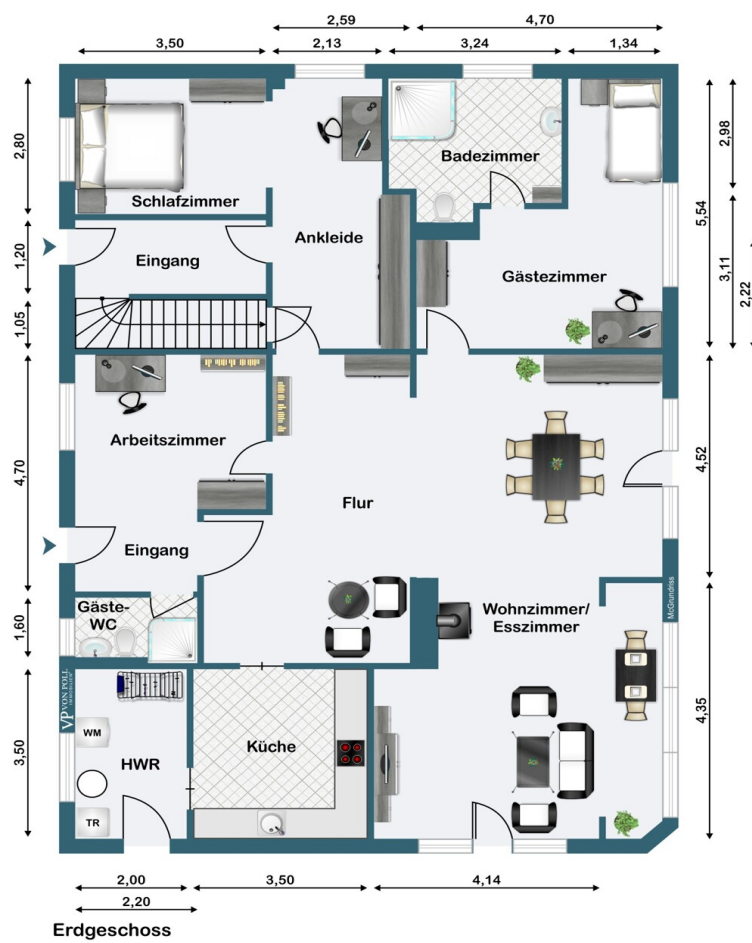 2,59
4,70
3,50
2,13
3,24
1,34
2,80
1,20
1,05
4,70
1,60
3,50
2,98
5,54
3,11
2,22
4,52
4,35
Schlafzimmer
Badezimmer
Ankleide
Eingang
Gästezimmer
Arbeitszimmer
Flur
Eingang
Gäste-
WC
Wohnzimmer/
Esszimmer
McGrundriss
VP VON POLL
IMMOBILIEN
WM
HWR
TR
Küche
2,00
3,50
4,14
2,20
Erdgeschoss